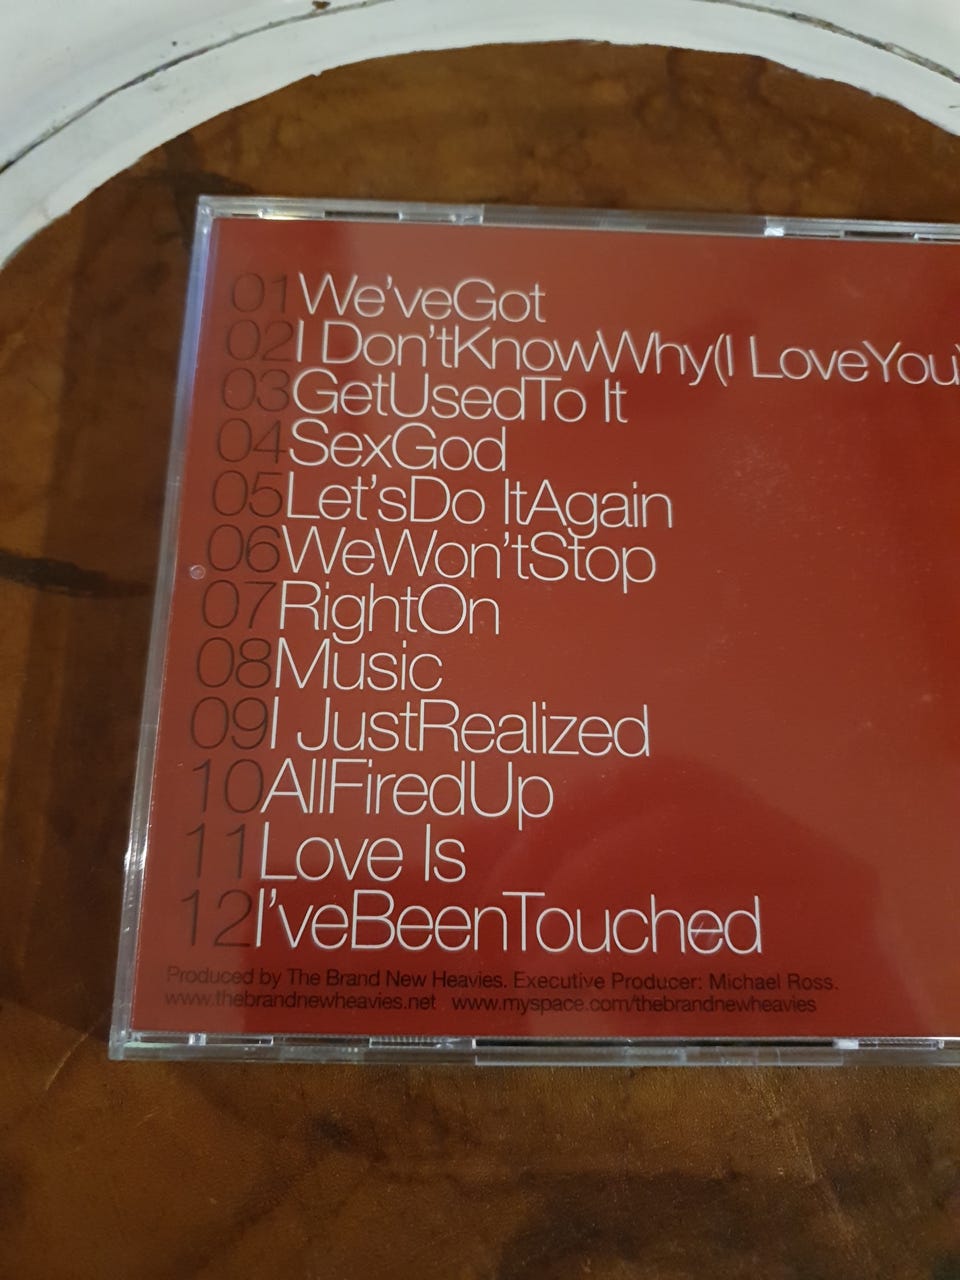 01We'veGot
02I Don'tKnowWhy(I LoveYou)
03GetUsedTo It
04SexGod
05Let'sDo ItAgain
06WeWon'tStop
07RightOn
08Music
09I JustRealized
10AllFiredUp
11Love Is
12I'veBeenTouched
Produced by The Brand New Heavies. Executive Producer: Michael Ross.
www.thebrandnewheavies.net www.myspace.com/thebrandnewheavies